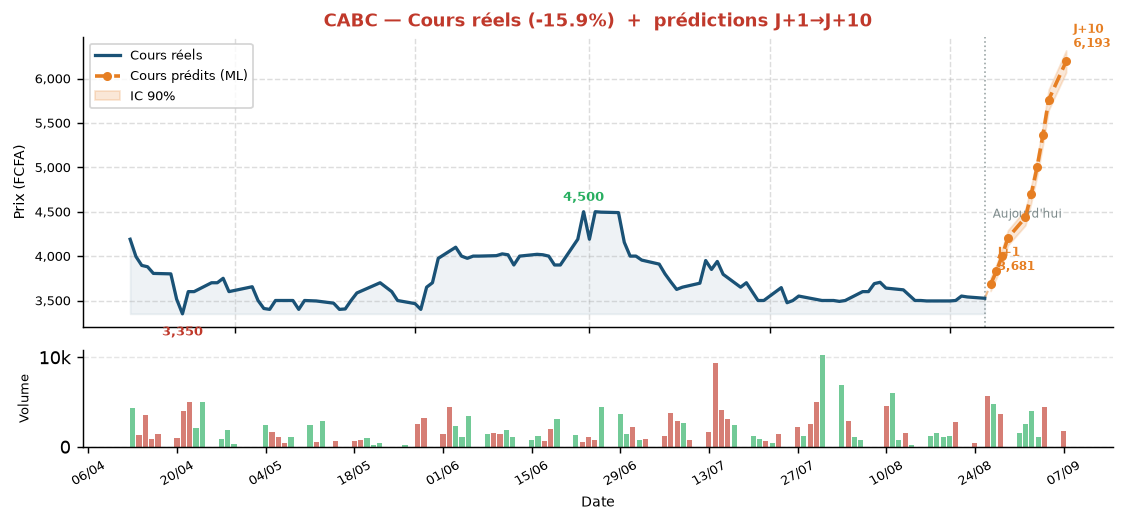 CABC — Cours réels (-15.9%)  +  prédictions J+1→J+10
Cours réels
Cours prédits (ML)
IC 90%
J+10
6,193
4,500
Aujourd'hui
J+1
3,681
3,350
Prix (FCFA)
6,000
5,500
5,000
4,500
4,000
3,500
Volume
10k
0
06/04
20/04
04/05
18/05
01/06
15/06
29/06
13/07
27/07
10/08
24/08
07/09
Date